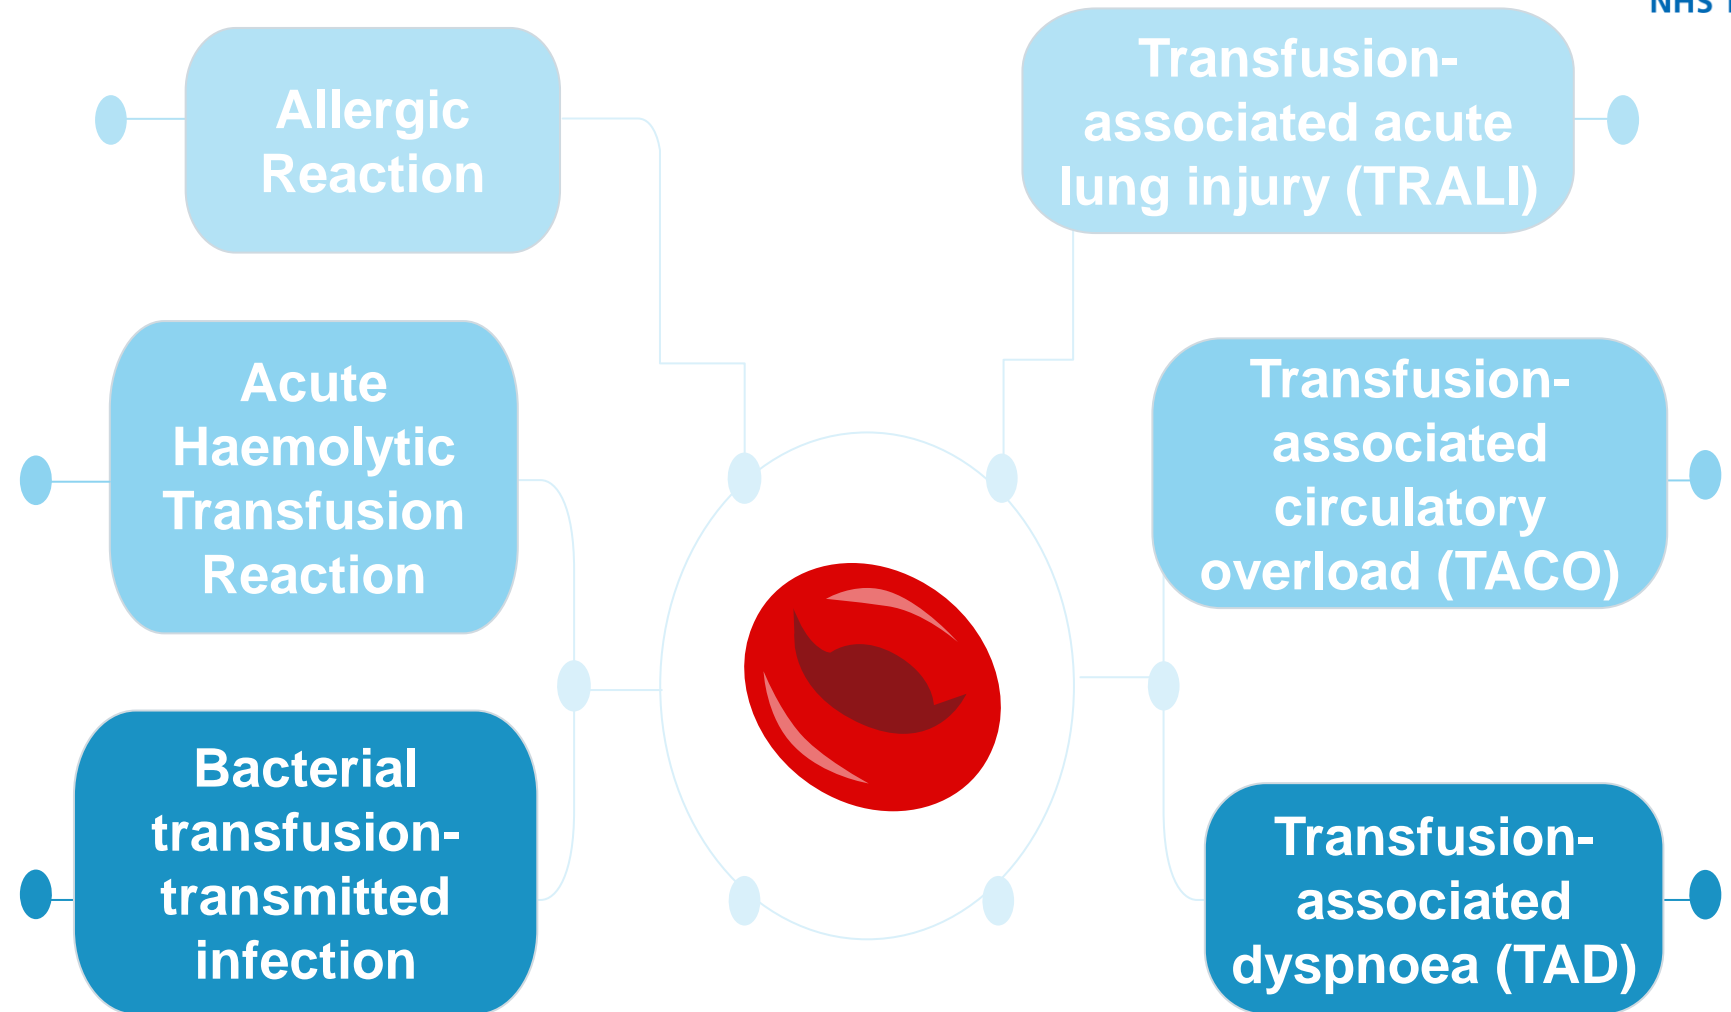 NHS
Allergic
Reaction
Transfusion-
associated acute
lung injury (TRALI)
Acute
Haemolytic
Transfusion
Reaction
Transfusion-
associated
circulatory
overload (TACO)
Bacterial
transfusion-
transmitted
infection
Transfusion-
associated
dyspnoea (TAD)